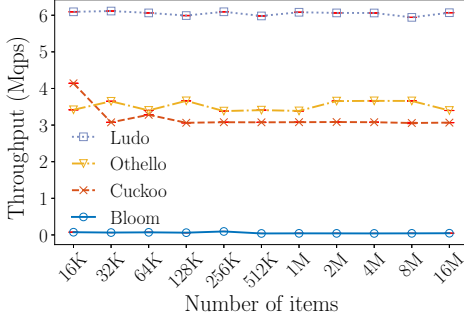 Throughput (Mqps)
6
5
4
3
2
1
0
Ludo
Othello
Cuckoo
Bloom
16K 32K 64K 128K 256K 512K 1M 2M 4M 8M 16M
Number of items